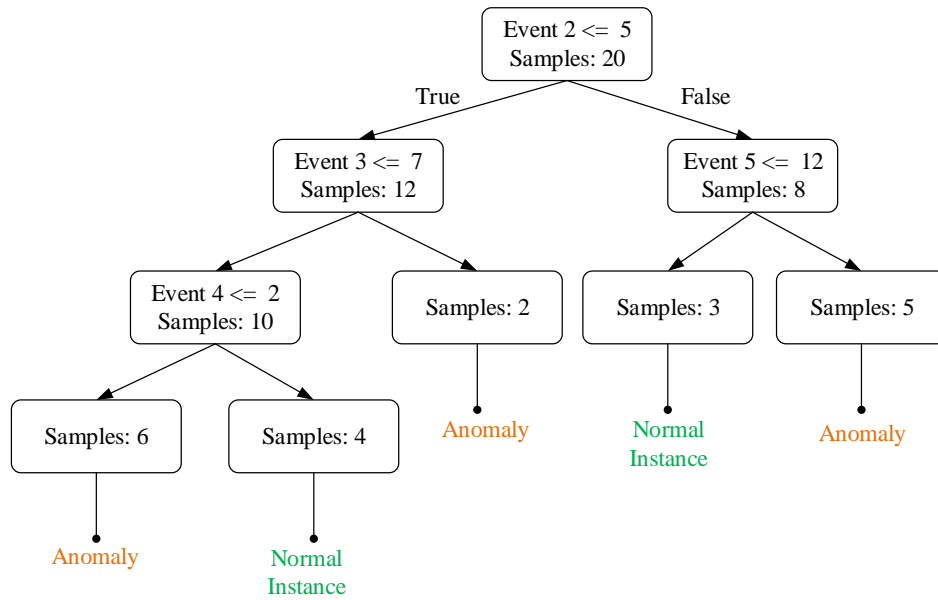 Event 2 <= 5
Samples: 20
True
False
Event 3 <= 7
Samples: 12
Event 5 <= 12
Samples: 8
Event 4 <= 2
Samples: 10
Samples: 2
Samples: 3
Samples: 5
Samples: 6
Samples: 4
Anomaly
Normal
Instance
Anomaly
Anomaly
Normal
Instance